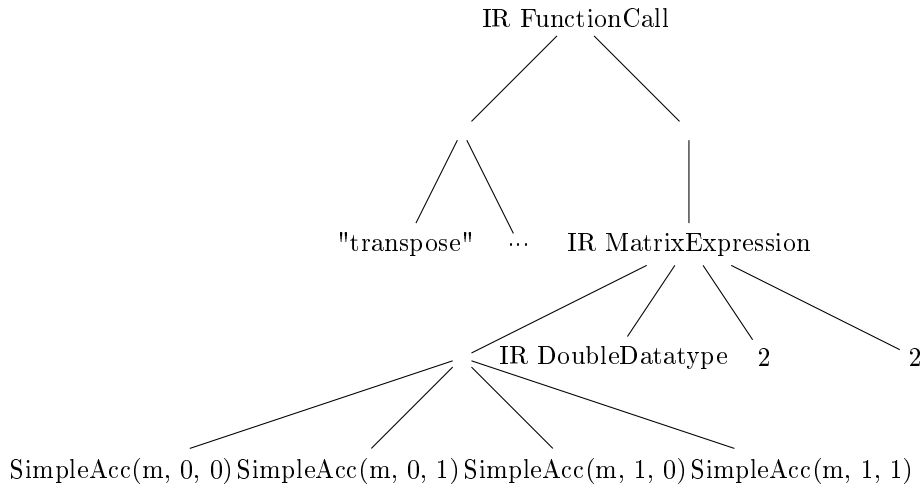 IR FunctionCall
"transpose" ... IR MatrixExpression
IR DoubleDatatype 2 2
SimpleAcc(m, 0, 0) SimpleAcc(m, 0, 1) SimpleAcc(m, 1, 0) SimpleAcc(m, 1, 1)